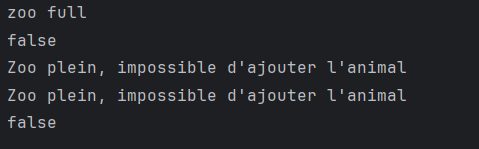 zoo full
false
Zoo plein, impossible d'ajouter l'animal
Zoo plein, impossible d'ajouter l'animal
false